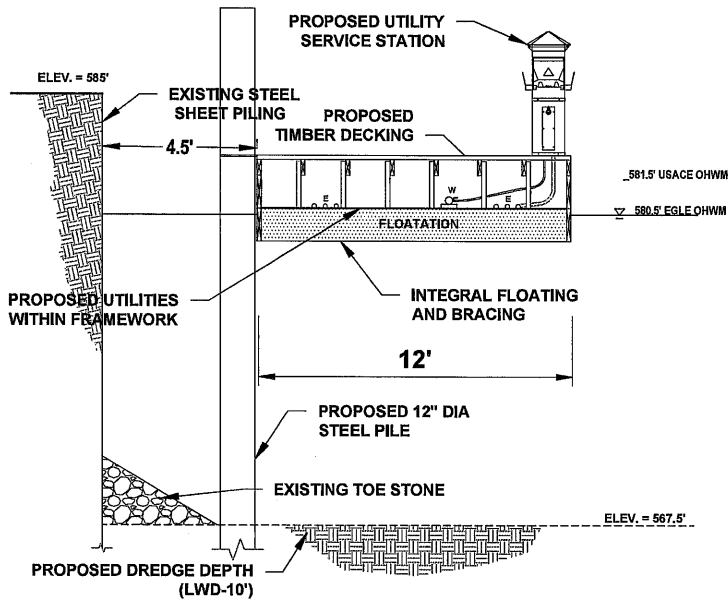 PROPOSED UTILITY
SERVICE STATION
ELEV. = 585'
EXISTING STEEL
SHEET PILING
PROPOSED
TIMBER DECKING
4.5'
581.5' USACE OHWM
W
E
E
580.5' EGLE OHWM
FLOATATION
PROPOSED UTILITIES
WITHIN FRAMEWORK
INTEGRAL FLOATING
AND BRACING
12'
PROPOSED 12" DIA
STEEL PILE
EXISTING TOE STONE
ELEV. = 567.5'
PROPOSED DREDGE DEPTH
(LWD-10')